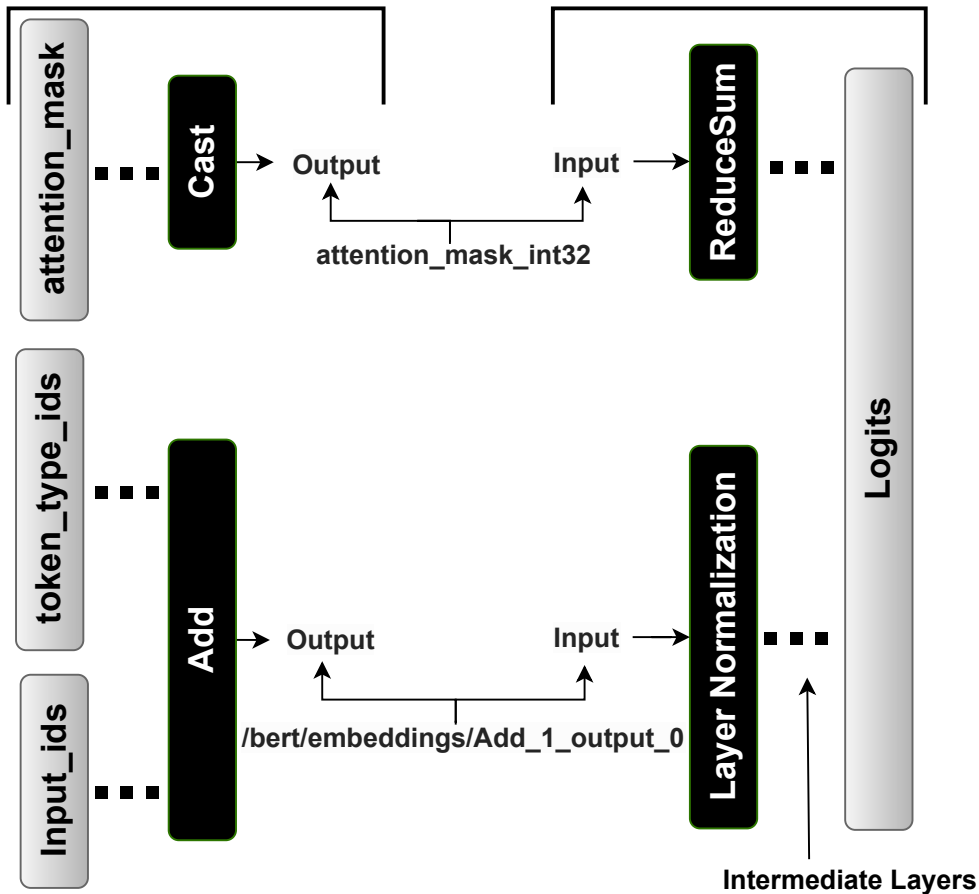 attention_mask
Cast
Output
Input
ReduceSum
attention_mask_int32
token_type_ids
Logits
Add
Output
Input
Layer Normalization
/bert/embeddings/Add_1_output_0
Input_ids
Intermediate Layers